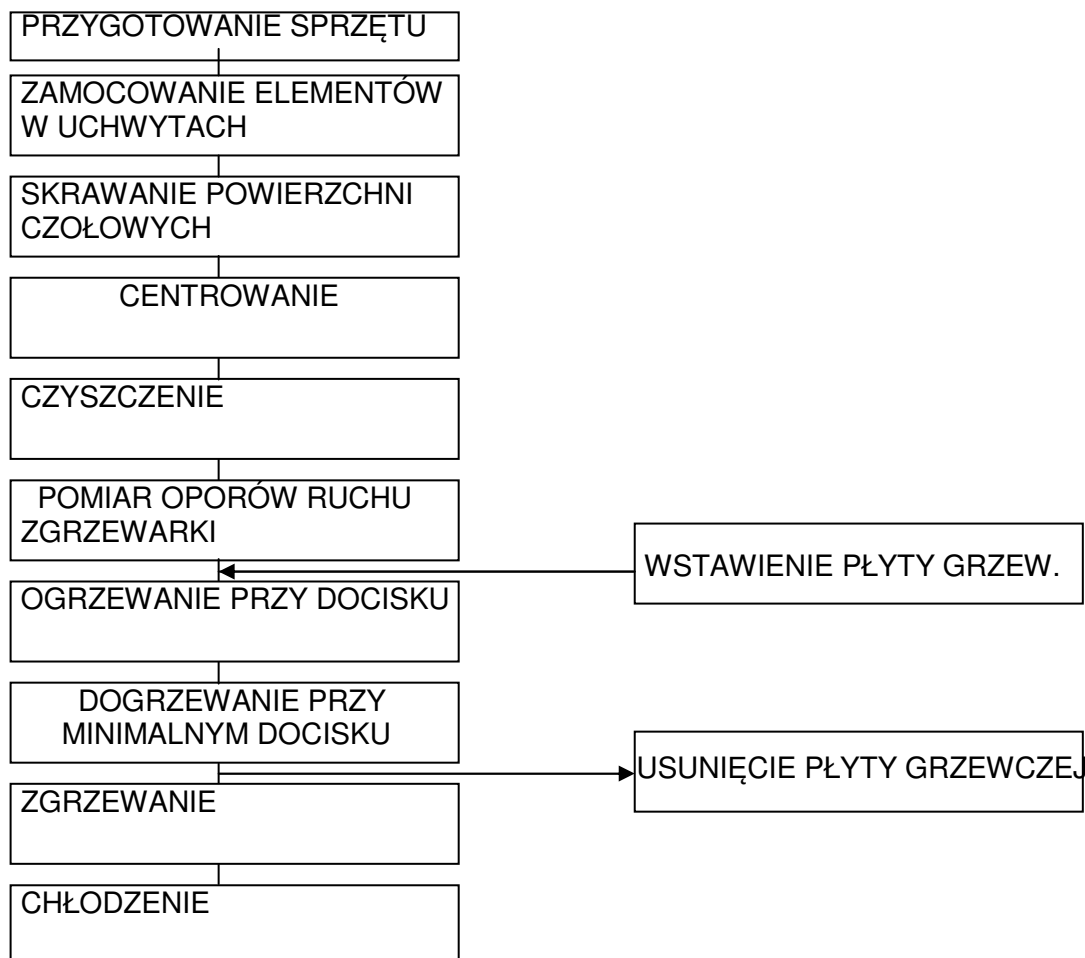 PRZYGOTOWANIE SPRZĘTU
ZAMOCOWANIE ELEMENTÓW
W UCHWYTACH
SKRAWANIE POWIERZCHNI
CZOŁOWYCH
CENTROWANIE
CZYSZCZENIE
POMIAR OPORÓW RUCHU
ZGRZEWARKI
WSTAWIENIE PŁYTY GRZEW.
OGRZEWANIE PRZY DOCISKU
DOGRZEWANIE PRZY
MINIMALNYM DOCISKU
USUNIĘCIE PŁYTY GRZEWCZEJ
ZGRZEWANIE
CHŁODZENIE